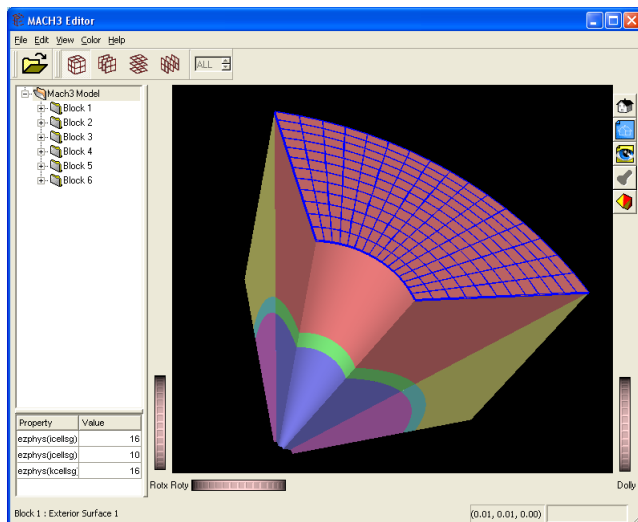 MACH3 Editor
File Edit View Color Help
ALL
Mach3 Model
Block 1
Block 2
Block 3
Block 4
Block 5
Block 6
Property Value
ezphys(icellsg) 16
ezphys(jcellsg) 10
ezphys(kcellsg 16
Rotx Roty Dolly
Block 1 : Exterior Surface 1 (0.01, 0.01, 0.00)